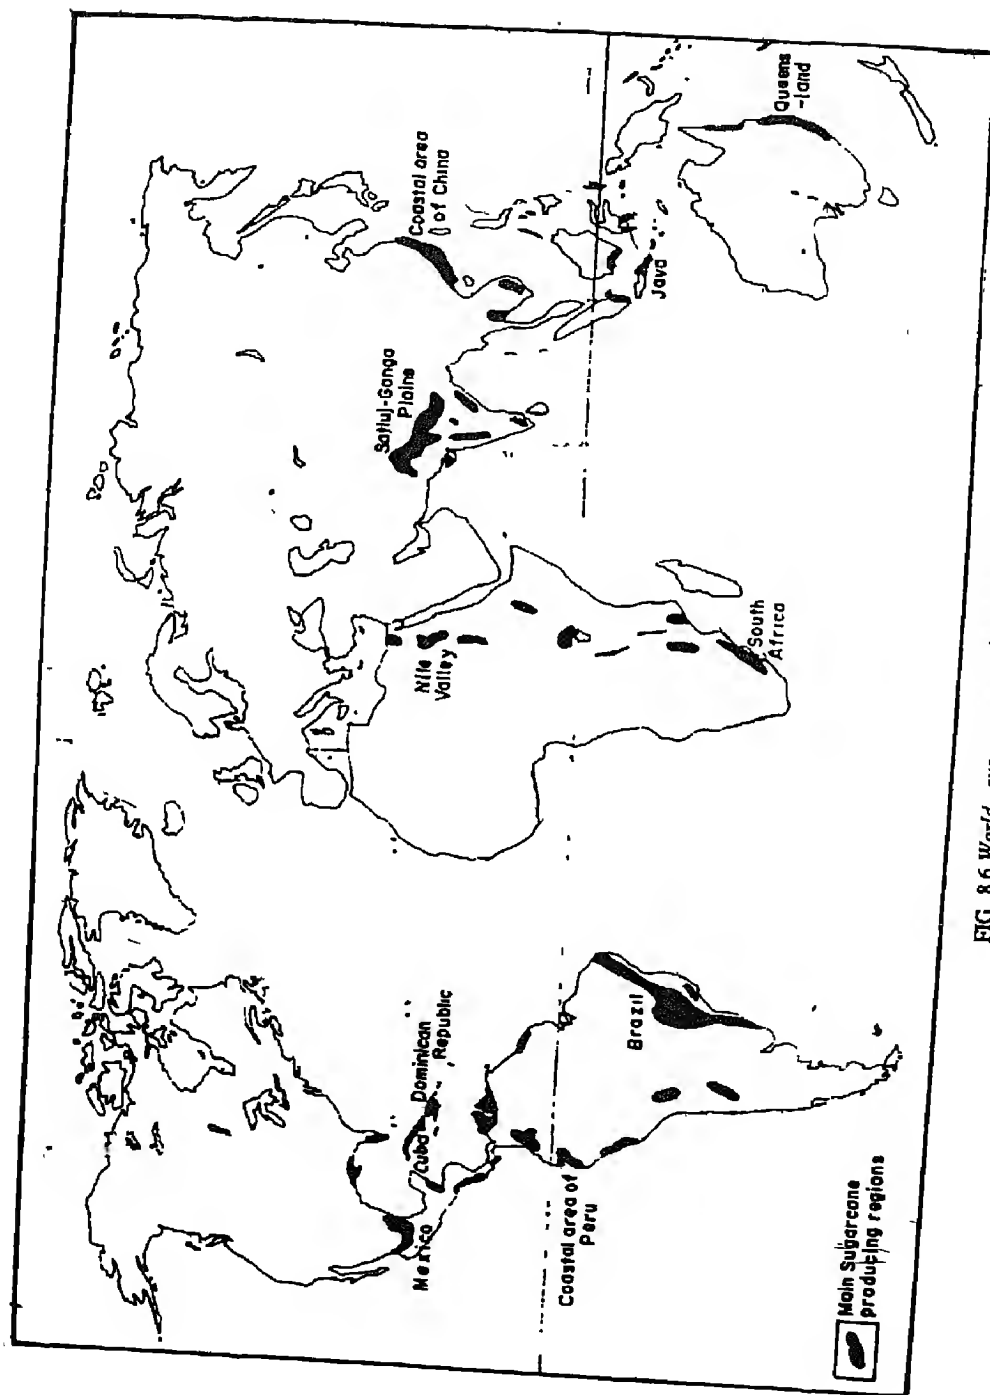 Coastal area
of China
Queens
-land
Satluj-Ganga
Plains
Java
Nile
Valley
South
Africa
Dominican
Republic
Cuba
Mexico
Brazil
Coastal area of
Peru
Main Sugarcane
producing regions
FIG. 8.6 World